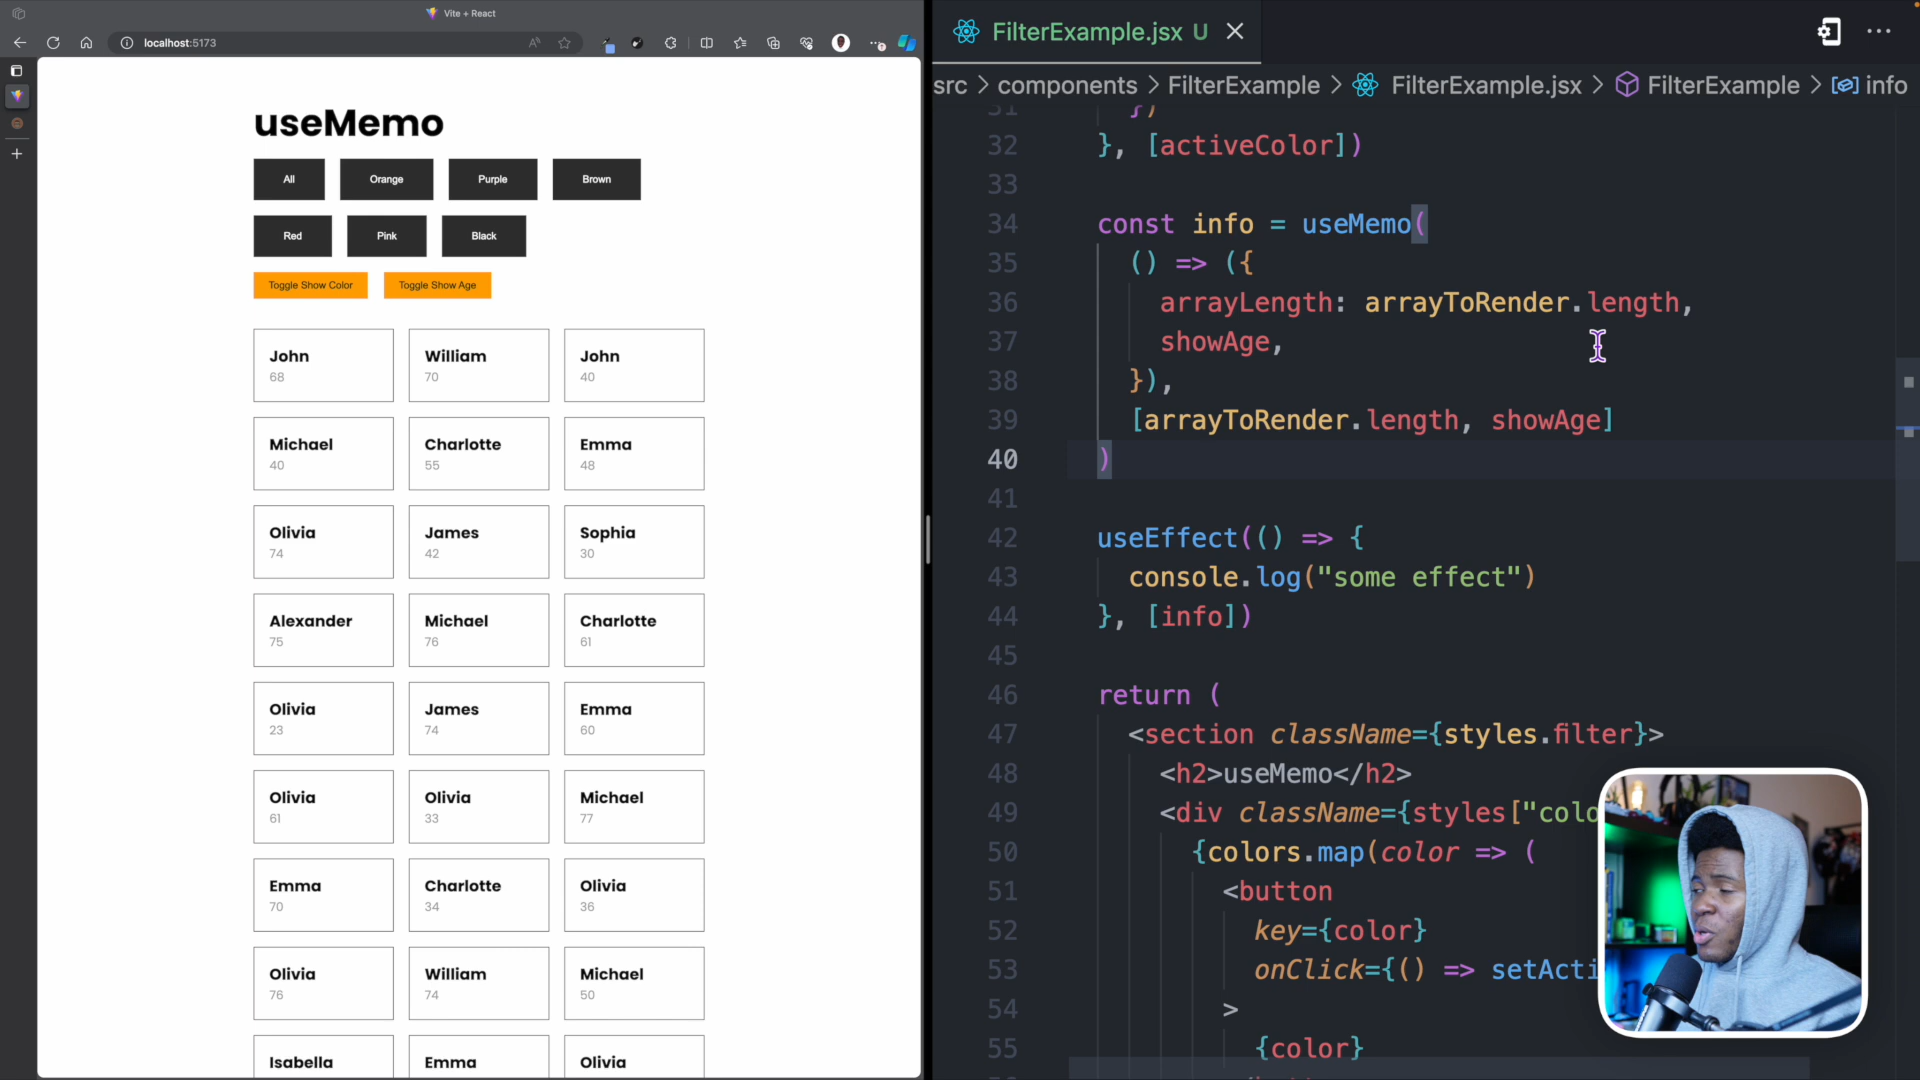 Vite + React
localhost:5173
useMemo
All
Orange
Purple
Brown
Red
Pink
Black
Toggle Show Color
Toggle Show Age
John
68
William
70
John
40
Michael
40
Charlotte
55
Emma
48
Olivia
74
James
42
Sophia
30
Alexander
75
Michael
76
Charlotte
61
Olivia
23
James
74
Emma
60
Olivia
61
Olivia
33
Michael
77
Emma
70
Charlotte
34
Olivia
36
Olivia
76
William
74
Michael
50
Isabella
Emma
Olivia
FilterExample.jsx U
src > components > FilterExample > FilterExample.jsx > FilterExample > info
31 })
32 }, [activeColor])
33
34 const info = useMemo(
35 () => ({
36 arrayLength: arrayToRender.length,
37 showAge,
38 }),
39 [arrayToRender.length, showAge]
40 )
41
42 useEffect(() => {
43 console.log("some effect")
44 }, [info])
45
46 return (
47 <section className={styles.filter}>
48 <h2>useMemo</h2>
49 <div className={styles["colo
50 {colors.map(color => (
51 <button
52 key={color}
53 onClick={() => setActi
54 >
55 {color}